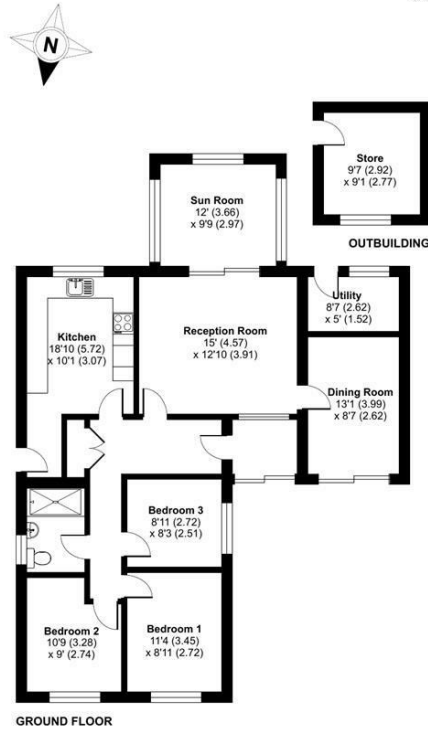 N
Store
9'7 (2.92)
x 9'1 (2.77)
OUTBUILDING
Sun Room
12' (3.66)
x 9'9 (2.97)
Utility
8'7 (2.62)
x 5' (1.52)
Kitchen
18'10 (5.72)
x 10'1 (3.07)
Reception Room
15' (4.57)
x 12'10 (3.91)
Dining Room
13'1 (3.99)
x 8'7 (2.62)
Bedroom 3
8'11 (2.72)
x 8'3 (2.51)
Bedroom 2
10'9 (3.28)
x 9' (2.74)
Bedroom 1
11'4 (3.45)
x 8'11 (2.72)
GROUND FLOOR